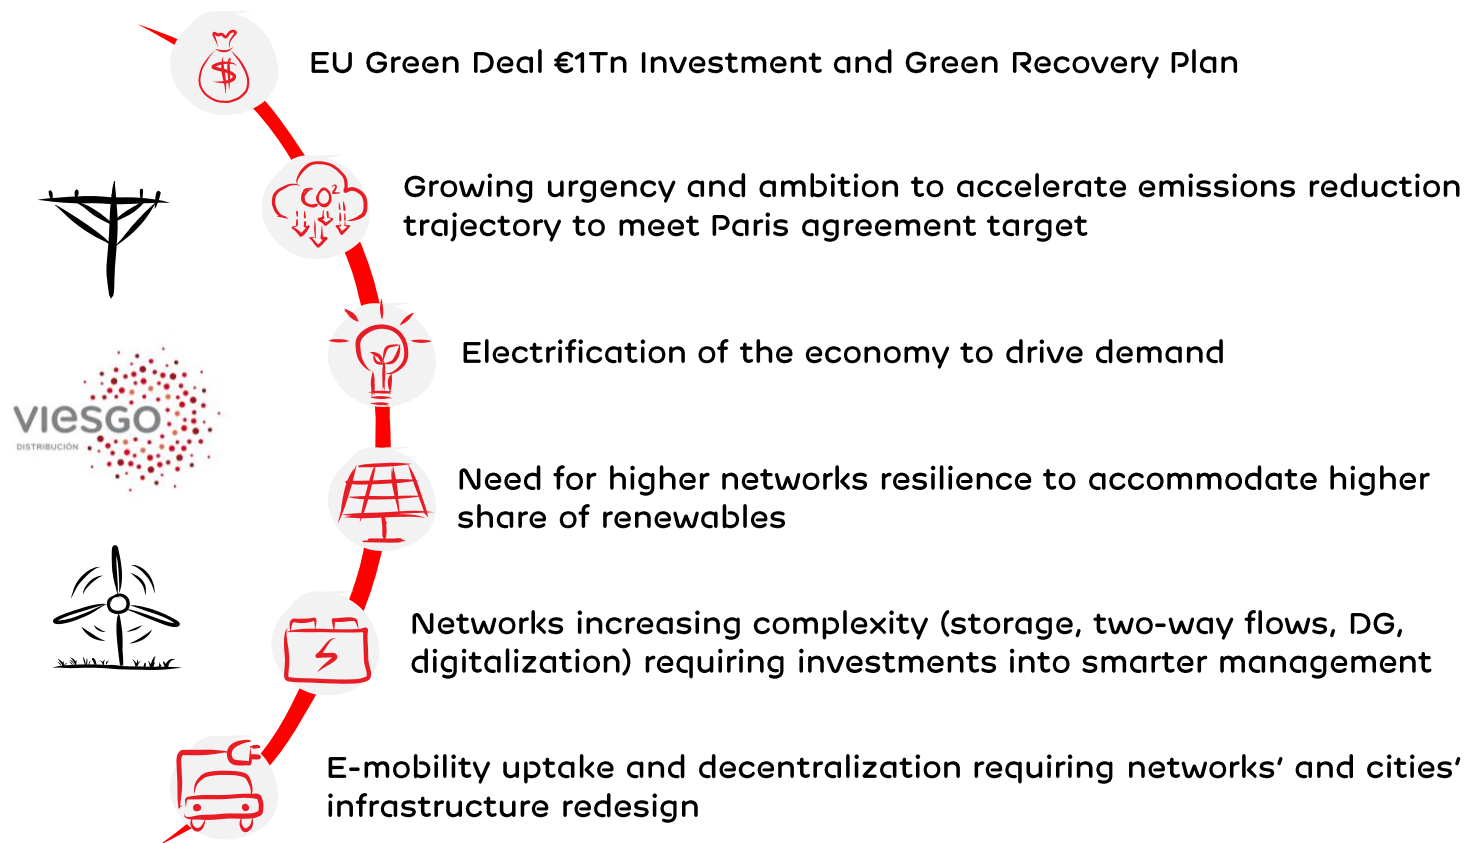 EU Green Deal €1Tn Investment and Green Recovery Plan
$
CO²
Growing urgency and ambition to accelerate emissions reduction
trajectory to meet Paris agreement target
Electrification of the economy to drive demand
VIESGO
DISTRIBUCIÓN
Need for higher networks resilience to accommodate higher
share of renewables
Networks increasing complexity (storage, two-way flows, DG,
digitalization) requiring investments into smarter management
E-mobility uptake and decentralization requiring networks’ and cities’
infrastructure redesign